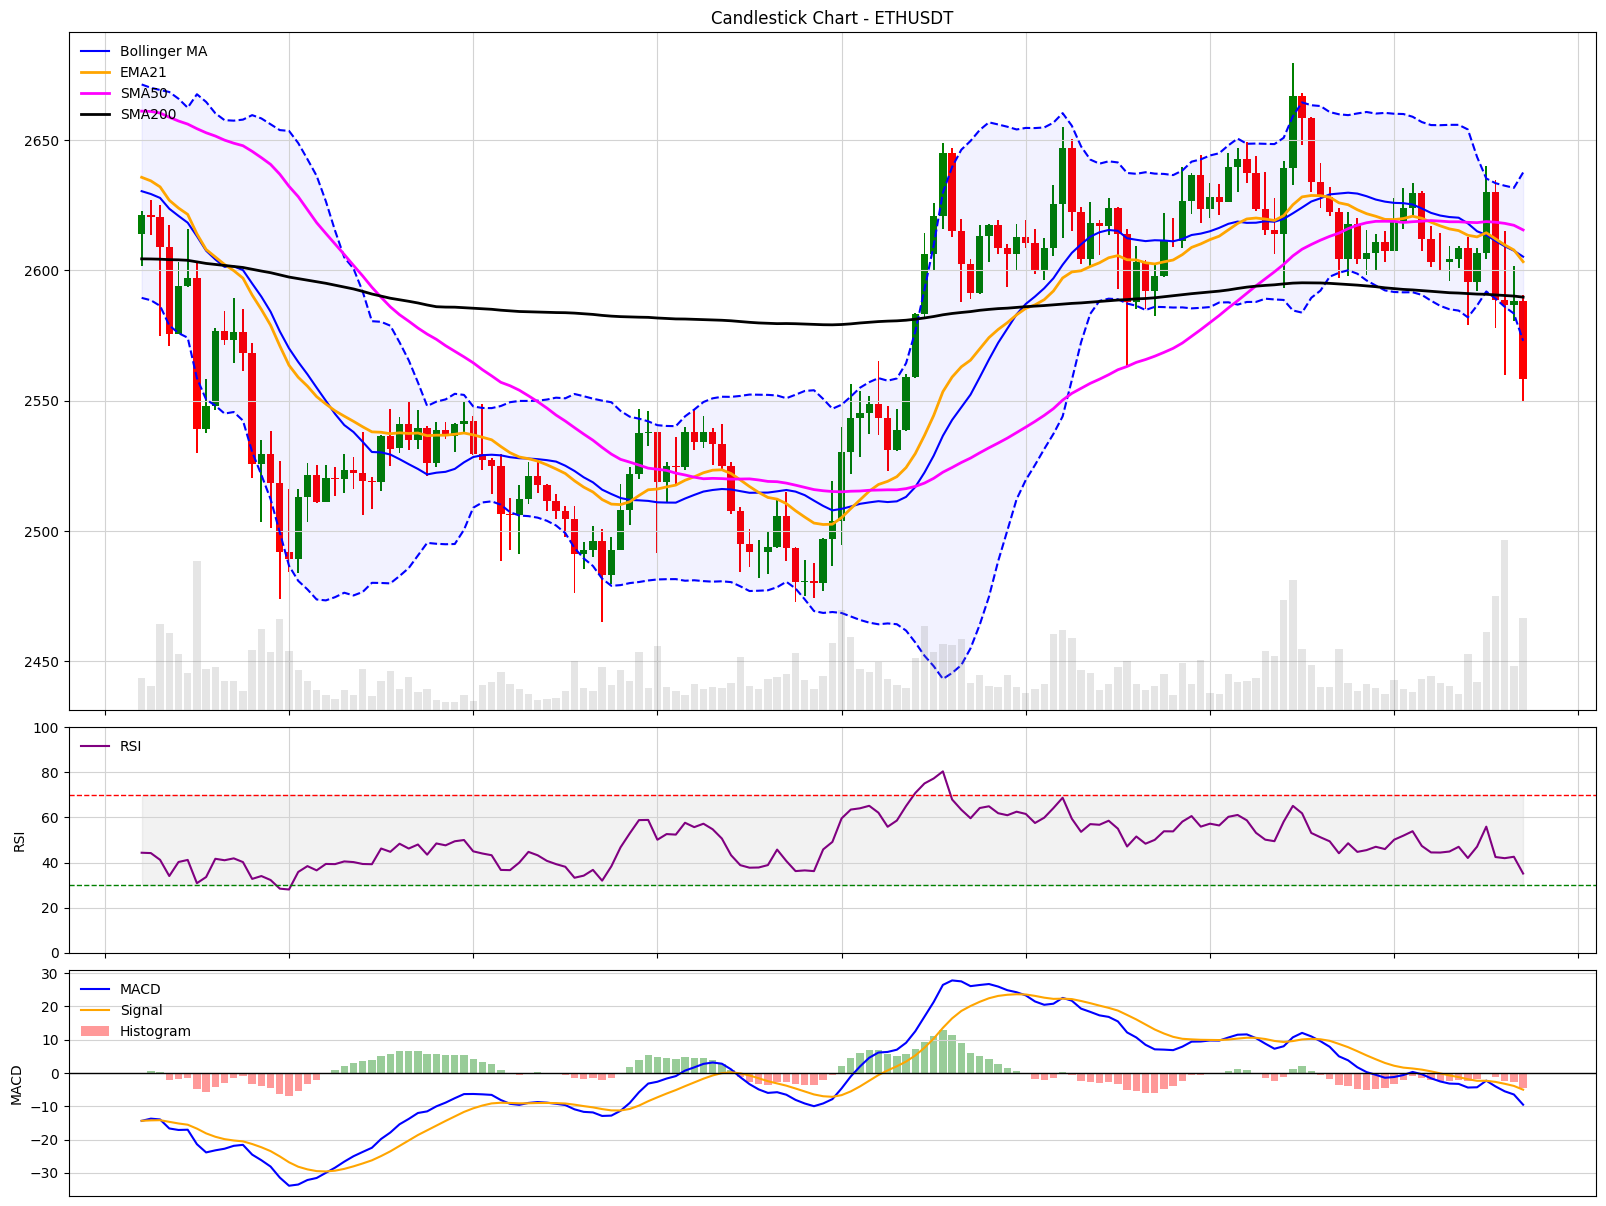 Candlestick Chart - ETHUSDT
Bollinger MA
EMA21
SMA50
SMA200
2650
2600
2550
2500
2450
RSI
100
80
60
40
20
0
RSI
MACD
Signal
Histogram
30
20
10
0
−10
−20
−30
MACD